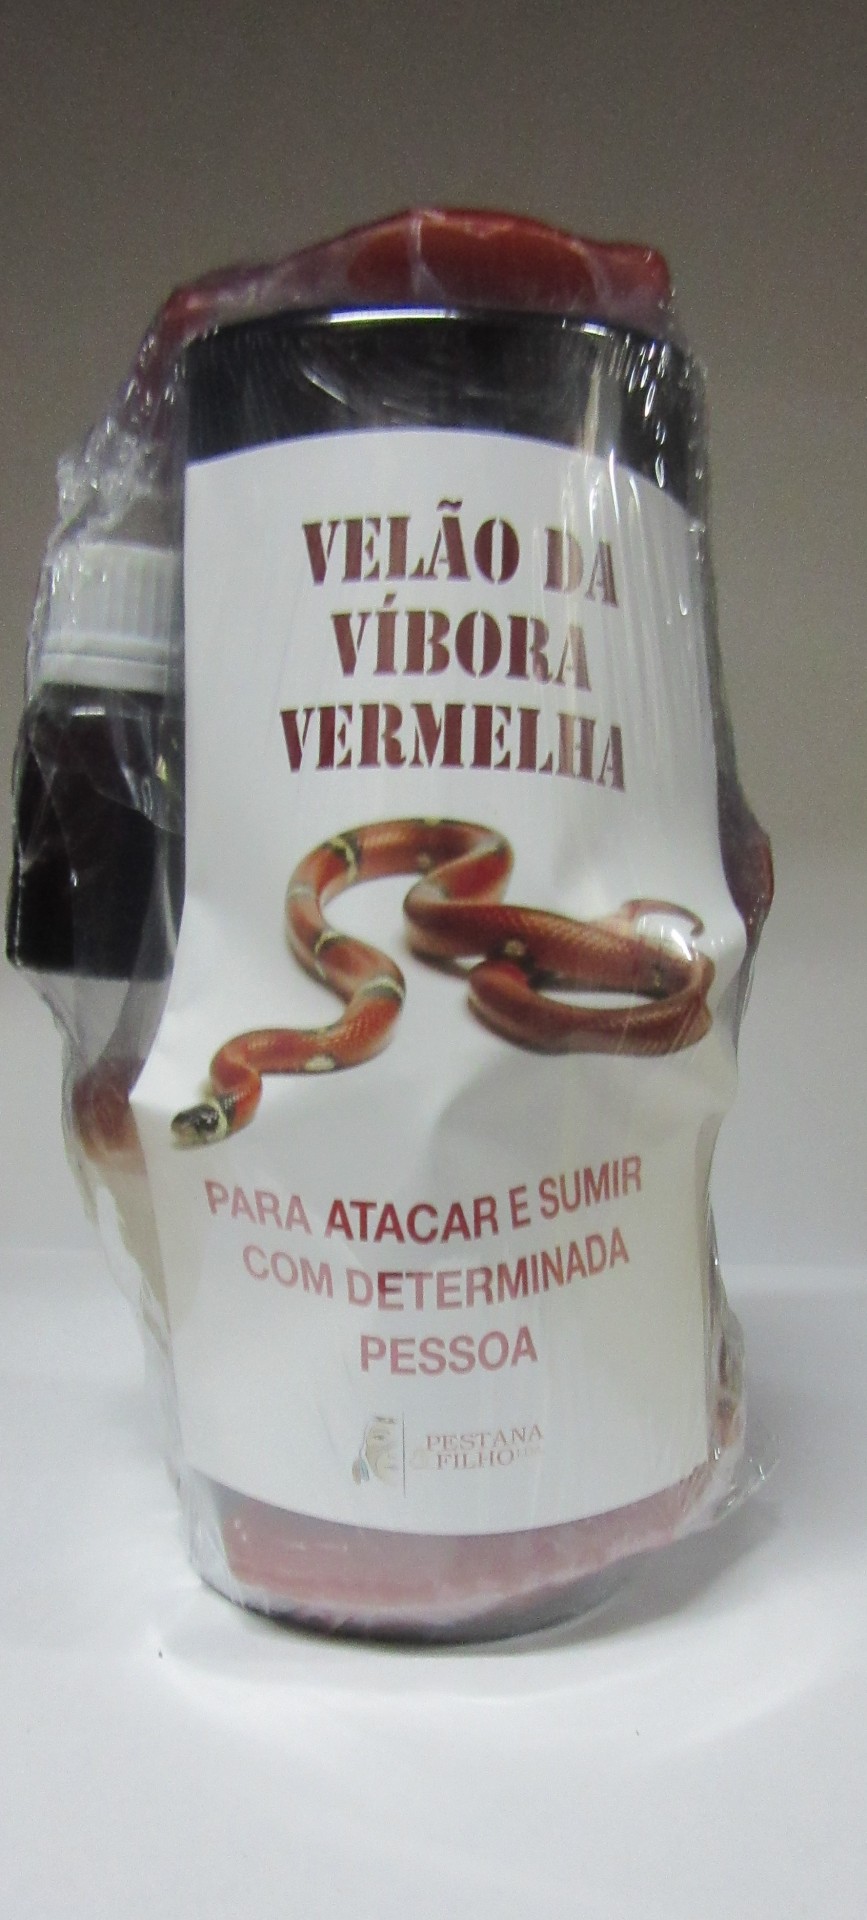 VELÃO DA
VÍBORA
VERMELHA
PARA ATACAR E SUMIR
COM DETERMINADA
PESSOA
PESTANA
FILHO